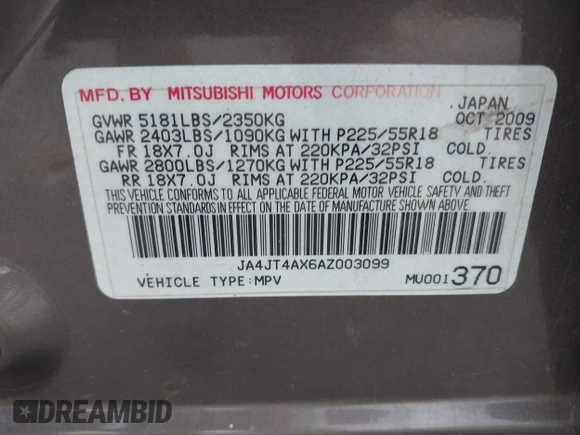 MFD. BY MITSUBISHI MOTORS CORPORATION
JAPAN
GVWR 5181LBS/2350KG OCT 2009
GAWR 2403LBS/1090KG WITH P225/55R18 TIRES
FR 18X7.0J RIMS AT 220KPA/32PSI COLD.
GAWR 2800LBS/1270KG WITH P225/55R18 TIRES
RR 18X7.0J RIMS AT 220KPA/32PSI COLD.
THIS VEHICLE CONFORMS TO ALL APPLICABLE FEDERAL MOTOR VEHICLE SAFETY AND THEFT
PREVENTION STANDARDS IN EFFECT ON THE DATE OF MANUFACTURE SHOWN ABOVE.
JA4JT4AX6AZ003099
VEHICLE TYPE:MPV MU001370
DREAMBID